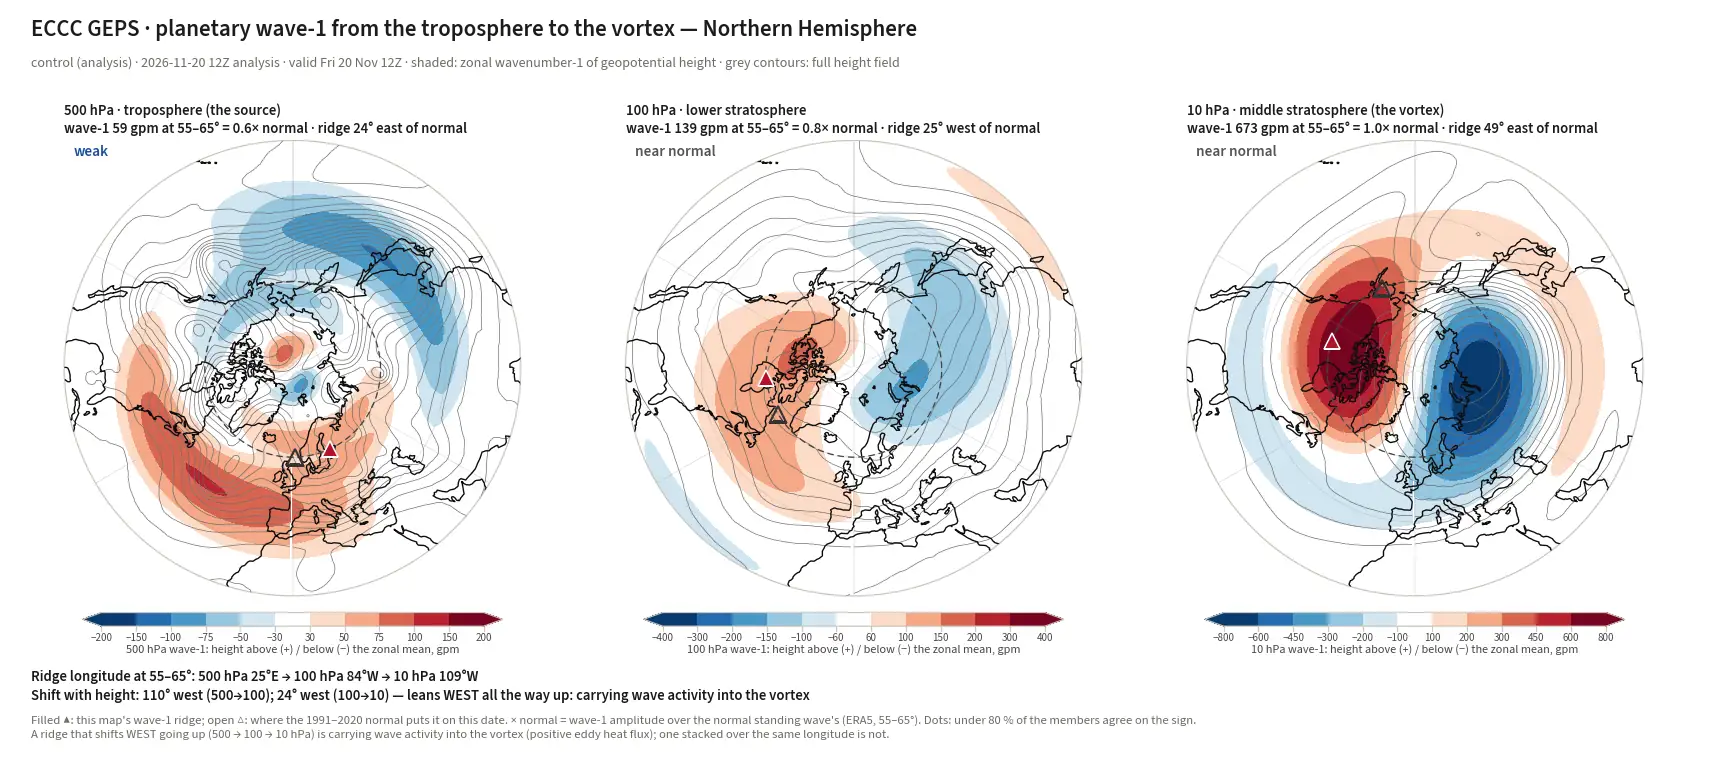 ECCC GEPS · planetary wave-1 from the troposphere to the vortex — Northern Hemisphere
control (analysis) · 2026-11-20 12Z analysis · valid Fri 20 Nov 12Z · shaded: zonal wavenumber-1 of geopotential height · grey contours: full height field
500 hPa · troposphere (the source)
wave-1 59 gpm at 55–65° = 0.6× normal · ridge 24° east of normal
weak
100 hPa · lower stratosphere
wave-1 139 gpm at 55–65° = 0.8× normal · ridge 25° west of normal
near normal
10 hPa · middle stratosphere (the vortex)
wave-1 673 gpm at 55–65° = 1.0× normal · ridge 49° east of normal
near normal
−200 −150 −100 −75 −50 −30 30 50 75 100 150 200
500 hPa wave-1: height above (+) / below (−) the zonal mean, gpm
−400 −300 −200 −150 −100 −60 60 100 150 200 300 400
100 hPa wave-1: height above (+) / below (−) the zonal mean, gpm
−800 −600 −450 −300 −200 −100 100 200 300 450 600 800
10 hPa wave-1: height above (+) / below (−) the zonal mean, gpm
Ridge longitude at 55–65°: 500 hPa 25°E → 100 hPa 84°W → 10 hPa 109°W
Shift with height: 110° west (500→100); 24° west (100→10) — leans WEST all the way up: carrying wave activity into the vortex
Filled ▲: this map's wave-1 ridge; open △: where the 1991–2020 normal puts it on this date. × normal = wave-1 amplitude over the normal standing wave's (ERA5, 55–65°). Dots: under 80 % of the members agree on the sign.
A ridge that shifts WEST going up (500 → 100 → 10 hPa) is carrying wave activity into the vortex (positive eddy heat flux); one stacked over the same longitude is not.